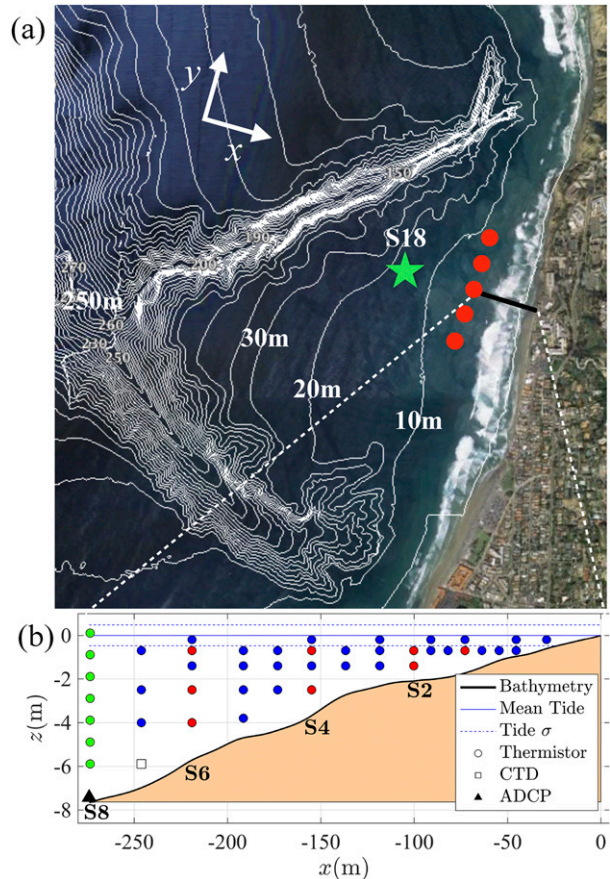 (a)
y
x
150
S18
190
200
270
250m
260
230
250
30m
20m
10m
(b)
0
-2
-4
-6
-8
z(m)
S2
S4
S6
S8
Bathymetry
Mean Tide
Tide σ
Thermistor
CTD
ADCP
-250
-200
-150
-100
-50
0
x(m)